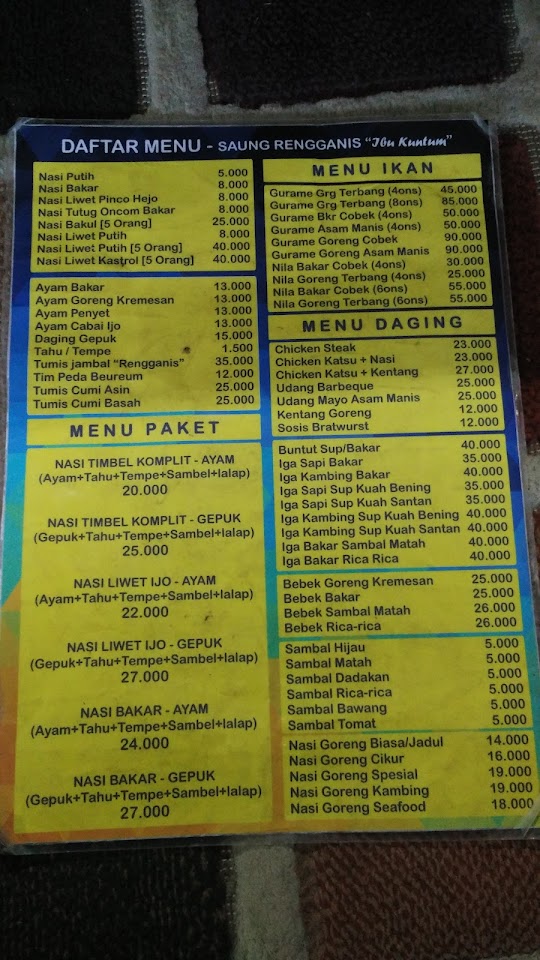 DAFTAR MENU - SAUNG RENGGANIS "Ibu Kuntum"
Nasi Putih 5.000
Nasi Bakar 8.000
Nasi Liwet Pinco Hejo 8.000
Nasi Tutug Oncom Bakar 8.000
Nasi Bakul [5 Orang] 25.000
Nasi Liwet Putih 8.000
Nasi Liwet Putih [5 Orang] 40.000
Nasi Liwet Kastrol [5 Orang] 40.000
Ayam Bakar 13.000
Ayam Goreng Kremesan 13.000
Ayam Penyet 13.000
Ayam Cabai Ijo 13.000
Daging Gepuk 15.000
Tahu / Tempe 1.500
Tumis jambal "Rengganis" 35.000
Tim Peda Beureum 12.000
Tumis Cumi Asin 25.000
Tumis Cumi Basah 25.000
MENU PAKET
NASI TIMBEL KOMPLIT - AYAM
(Ayam+Tahu+Tempe+Sambel+lalap)
20.000
NASI TIMBEL KOMPLIT - GEPUK
(Gepuk+Tahu+Tempe+Sambel+lalap)
25.000
NASI LIWET IJO - AYAM
(Ayam+Tahu+Tempe+Sambel+lalap)
22.000
NASI LIWET IJO - GEPUK
(Gepuk+Tahu+Tempe+Sambel+lalap)
27.000
NASI BAKAR - AYAM
(Ayam+Tahu+Tempe+Sambel+lalap)
24.000
NASI BAKAR - GEPUK
(Gepuk+Tahu+Tempe+Sambel+lalap)
27.000
MENU IKAN
Gurame Grg Terbang (4ons) 45.000
Gurame Grg Terbang (8ons) 85.000
Gurame Bkr Cobek (4ons) 50.000
Gurame Asam Manis (4ons) 50.000
Gurame Goreng Cobek 90.000
Gurame Goreng Asam Manis 90.000
Nila Bakar Cobek (4ons) 30.000
Nila Goreng Terbang (4ons) 25.000
Nila Bakar Cobek (6ons) 55.000
Nila Goreng Terbang (6ons) 55.000
MENU DAGING
Chicken Steak 23.000
Chicken Katsu + Nasi 23.000
Chicken Katsu + Kentang 27.000
Udang Barbeque 25.000
Udang Mayo Asam Manis 25.000
Kentang Goreng 12.000
Sosis Bratwurst 12.000
Buntut Sup/Bakar 40.000
Iga Sapi Bakar 35.000
Iga Kambing Bakar 40.000
Iga Sapi Sup Kuah Bening 35.000
Iga Sapi Sup Kuah Santan 35.000
Iga Kambing Sup Kuah Bening 40.000
Iga Kambing Sup Kuah Santan 40.000
Iga Bakar Sambal Matah 40.000
Iga Bakar Rica Rica 40.000
Bebek Goreng Kremesan 25.000
Bebek Bakar 25.000
Bebek Sambal Matah 26.000
Bebek Rica-rica 26.000
Sambal Hijau 5.000
Sambal Matah 5.000
Sambal Dadakan 5.000
Sambal Rica-rica 5.000
Sambal Bawang 5.000
Sambal Tomat 5.000
Nasi Goreng Biasa/Jadul 14.000
Nasi Goreng Cikur 16.000
Nasi Goreng Spesial 19.000
Nasi Goreng Kambing 19.000
Nasi Goreng Seafood 18.000